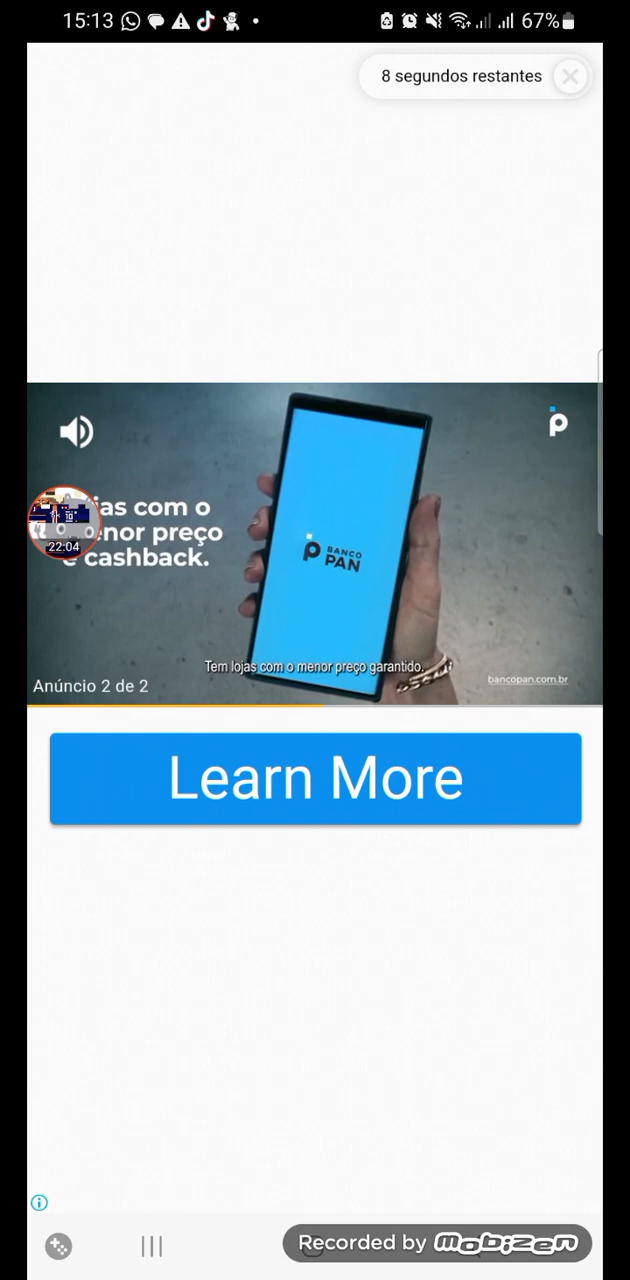 15:13
67%
8 segundos restantes
com o
preço
e cashback.
22:04
BANCO
PAN
Tem lojas com o menor preço garantido.
bancopan.com.br
Anúncio 2 de 2
Learn More
Recorded by mobizen